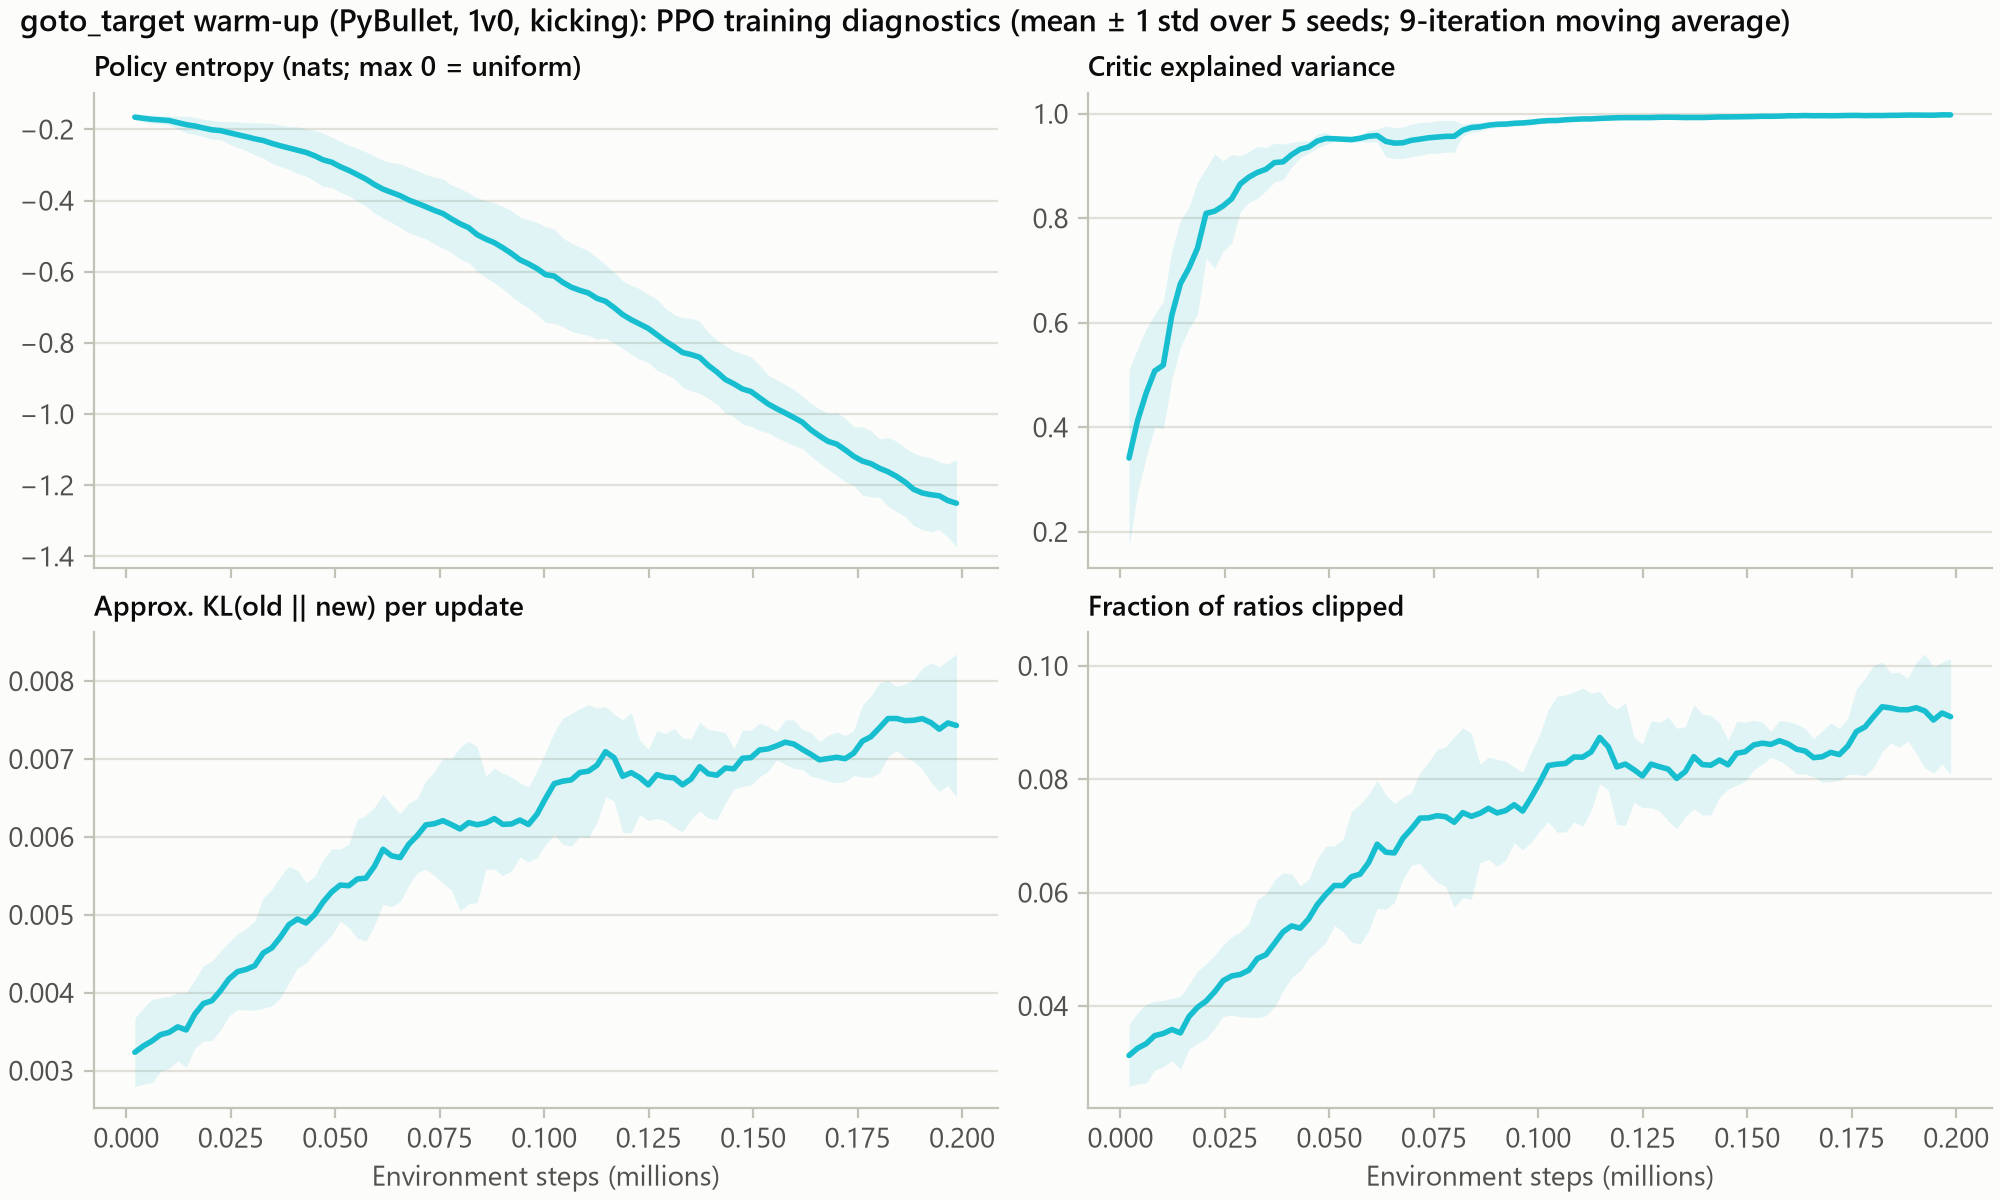 goto_target warm-up (PyBullet, 1v0, kicking): PPO training diagnostics (mean ± 1 std over 5 seeds; 9-iteration moving average)
Policy entropy (nats; max 0 = uniform)
−0.2
−0.4
−0.6
−0.8
−1.0
−1.2
−1.4
Critic explained variance
1.0
0.8
0.6
0.4
0.2
Approx. KL(old || new) per update
0.008
0.007
0.006
0.005
0.004
0.003
0.000 0.025 0.050 0.075 0.100 0.125 0.150 0.175 0.200
Environment steps (millions)
Fraction of ratios clipped
0.10
0.08
0.06
0.04
0.000 0.025 0.050 0.075 0.100 0.125 0.150 0.175 0.200
Environment steps (millions)